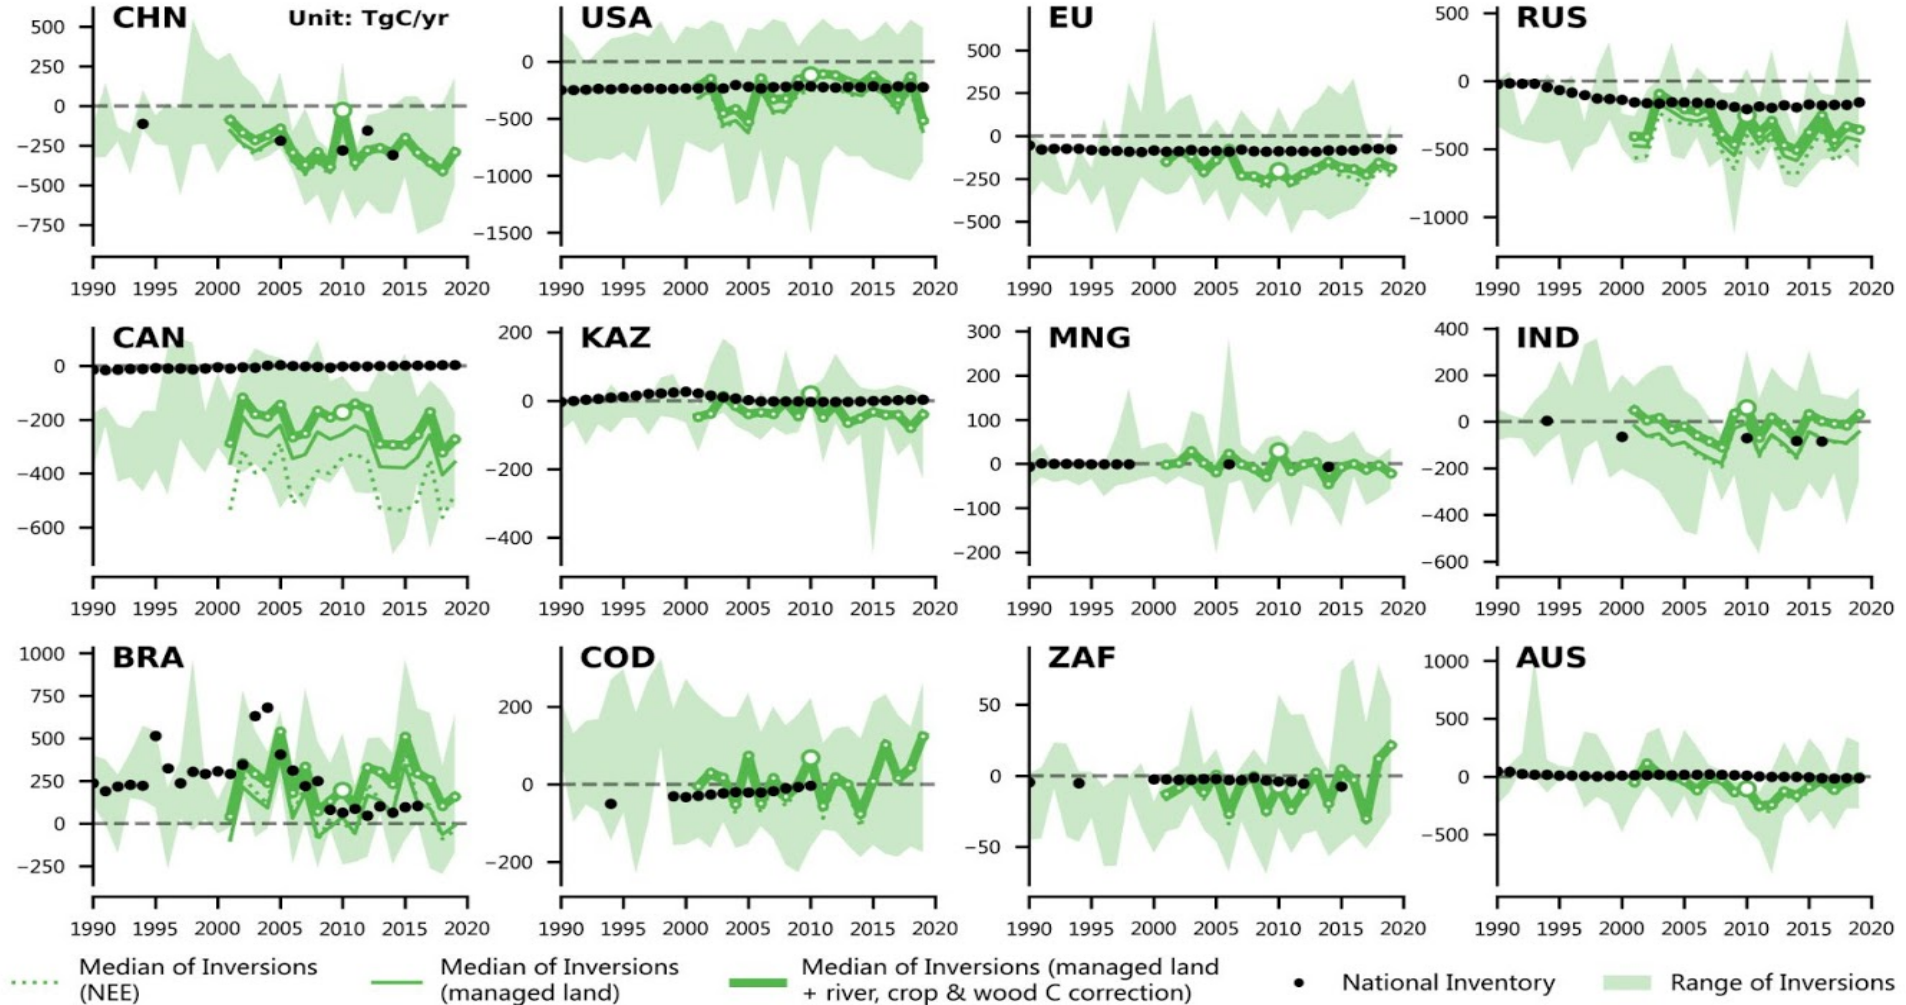 CHN
Unit: TgC/yr
500
250
0
−250
−500
−750
1990 1995 2000 2005 2010 2015 2020
USA
0
−500
−1000
−1500
1990 1995 2000 2005 2010 2015 2020
EU
500
250
0
−250
−500
1990 1995 2000 2005 2010 2015 2020
RUS
500
0
−500
−1000
1990 1995 2000 2005 2010 2015 2020
CAN
0
−200
−400
−600
1990 1995 2000 2005 2010 2015 2020
KAZ
200
0
−200
−400
1990 1995 2000 2005 2010 2015 2020
MNG
300
200
100
0
−100
−200
1990 1995 2000 2005 2010 2015 2020
IND
400
200
0
−200
−400
−600
1990 1995 2000 2005 2010 2015 2020
BRA
1000
750
500
250
0
−250
1990 1995 2000 2005 2010 2015 2020
COD
200
0
−200
1990 1995 2000 2005 2010 2015 2020
ZAF
50
0
−50
1990 1995 2000 2005 2010 2015 2020
AUS
1000
500
0
−500
1990 1995 2000 2005 2010 2015 2020
Median of Inversions
(NEE)
Median of Inversions
(managed land)
Median of Inversions (managed land
+ river, crop & wood C correction)
National Inventory
Range of Inversions